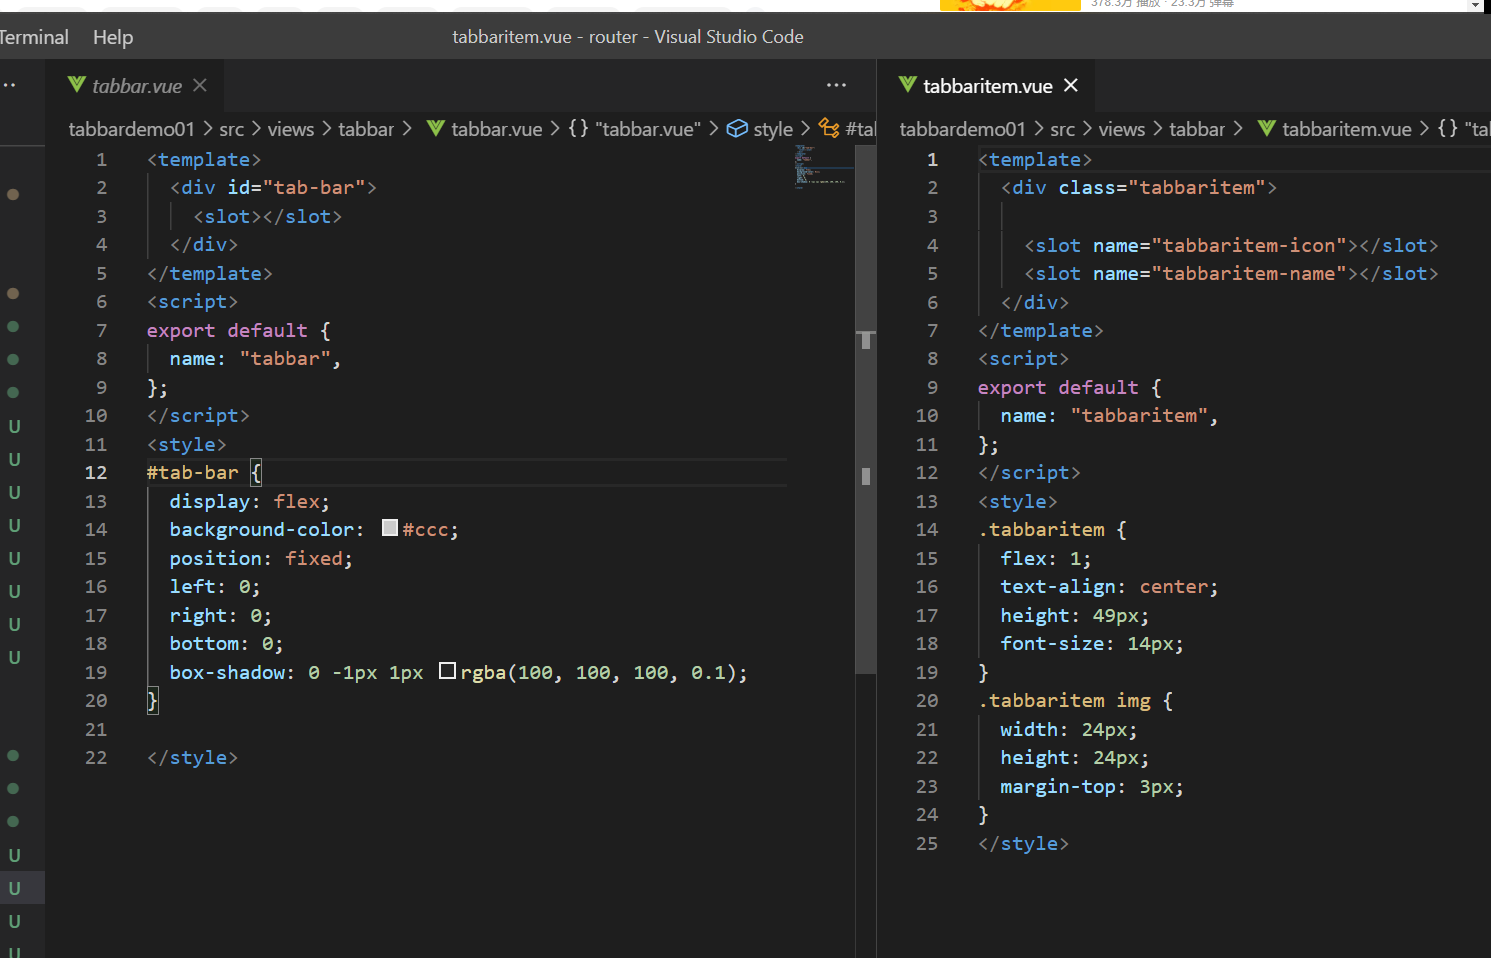 378.3万 播放 · 23.3万 弹幕
Terminal Help
tabbaritem.vue - router - Visual Studio Code
tabbar.vue
tabbardemo01 > src > views > tabbar > tabbar.vue > {} "tabbar.vue" > style > #tal
1 <template>
2 <div id="tab-bar">
3 <slot></slot>
4 </div>
5 </template>
6 <script>
7 export default {
8 name: "tabbar",
9 };
10 </script>
11 <style>
12 #tab-bar {
13 display: flex;
14 background-color: #ccc;
15 position: fixed;
16 left: 0;
17 right: 0;
18 bottom: 0;
19 box-shadow: 0 -1px 1px rgba(100, 100, 100, 0.1);
20 }
21
22 </style>
tabbaritem.vue
tabbardemo01 > src > views > tabbar > tabbaritem.vue > {} "ta
1 <template>
2 <div class="tabbaritem">
3
4 <slot name="tabbaritem-icon"></slot>
5 <slot name="tabbaritem-name"></slot>
6 </div>
7 </template>
8 <script>
9 export default {
10 name: "tabbaritem",
11 };
12 </script>
13 <style>
14 .tabbaritem {
15 flex: 1;
16 text-align: center;
17 height: 49px;
18 font-size: 14px;
19 }
20 .tabbaritem img {
21 width: 24px;
22 height: 24px;
23 margin-top: 3px;
24 }
25 </style>
U
U
U
U
U
U
U
U
U
U
U
U